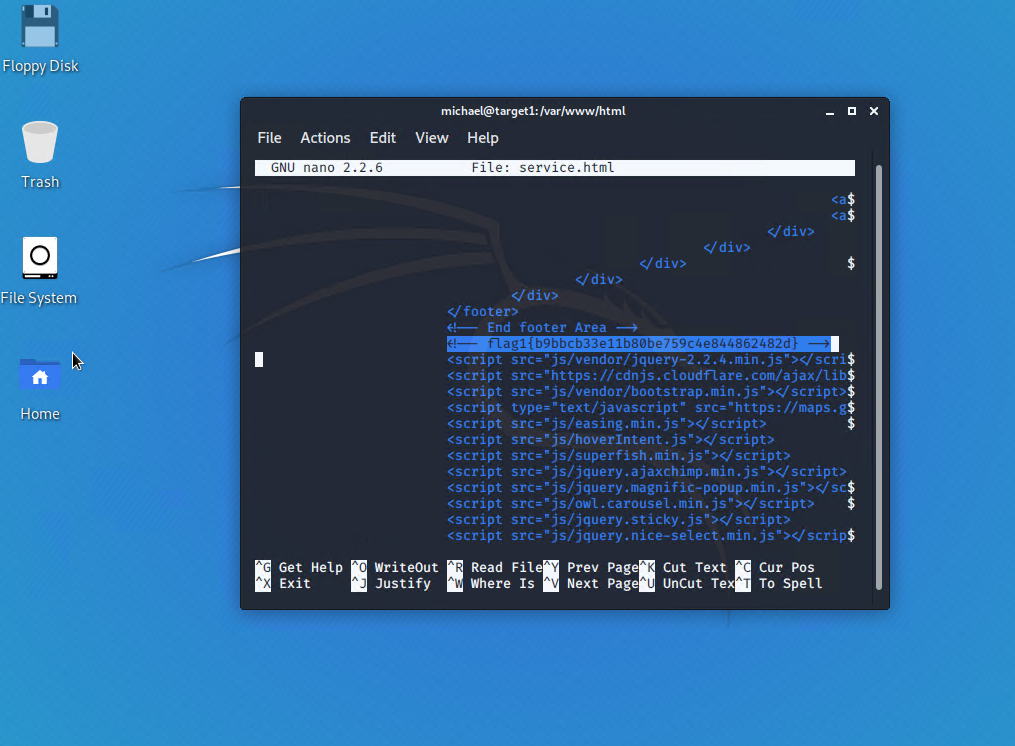 Floppy Disk
Trash
File System
Home
michael@target1:/var/www/html
File Actions Edit View Help
GNU nano 2.2.6 File: service.html
<a$
<a$
</div>
</div>
</div> $
</div>
</div>
</footer>
<!-- End footer Area -->
<!-- flag1{b9bbcb33e11b80be759c4e844862482d} -->
<script src="js/vendor/jquery-2.2.4.min.js"></scri$
<script src="https://cdnjs.cloudflare.com/ajax/lib$
<script src="js/vendor/bootstrap.min.js"></script>$
<script type="text/javascript" src="https://maps.g$
<script src="js/easing.min.js"></script> $
<script src="js/hoverIntent.js"></script>
<script src="js/superfish.min.js"></script>
<script src="js/jquery.ajaxchimp.min.js"></script>
<script src="js/jquery.magnific-popup.min.js"></sc$
<script src="js/owl.carousel.min.js"></script> $
<script src="js/jquery.sticky.js"></script>
<script src="js/jquery.nice-select.min.js"></scrip$
^G Get Help ^O WriteOut ^R Read File ^Y Prev Page ^K Cut Text ^C Cur Pos
^X Exit ^J Justify ^W Where Is ^V Next Page ^U UnCut Tex ^T To Spell